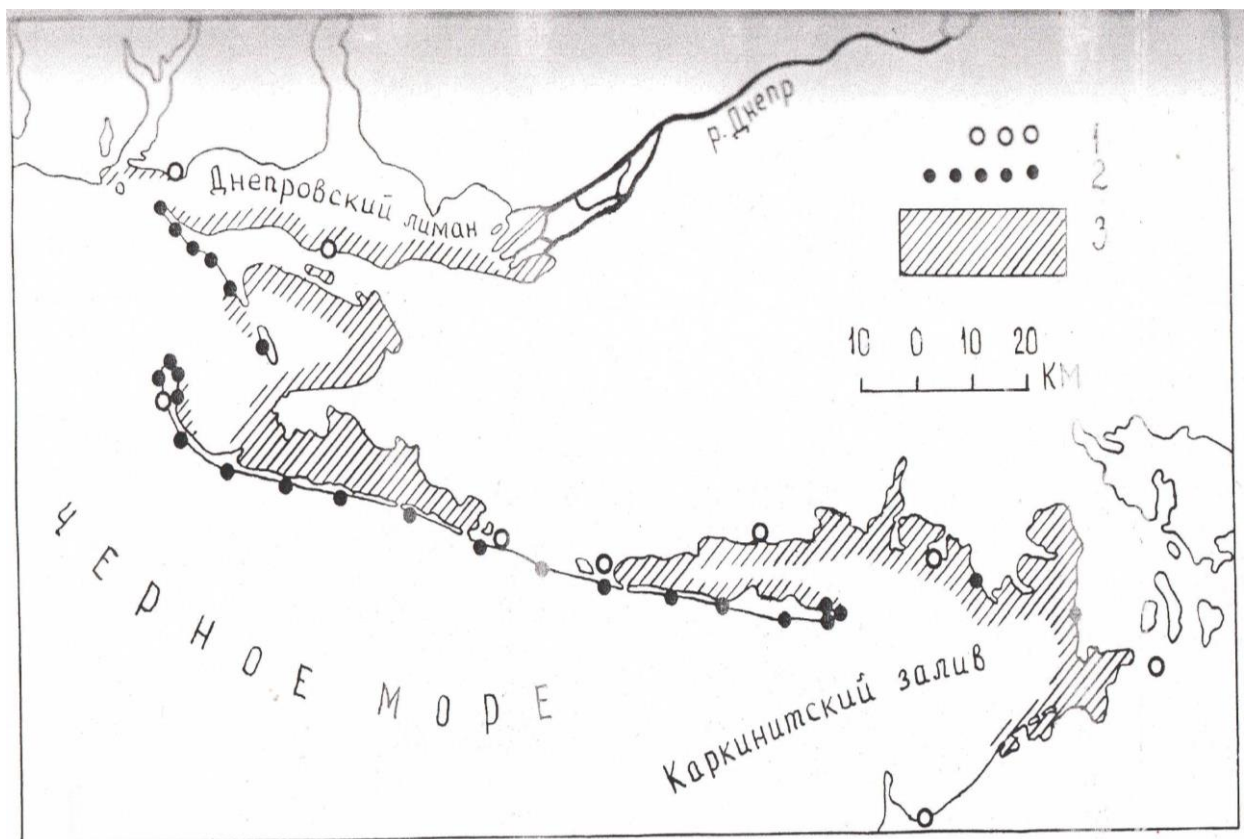 р. Днепр
Днепровский лиман
1
2
3
10 0 10 20
КМ
ЧЕРНОЕ МОРЕ
Каркинитский залив